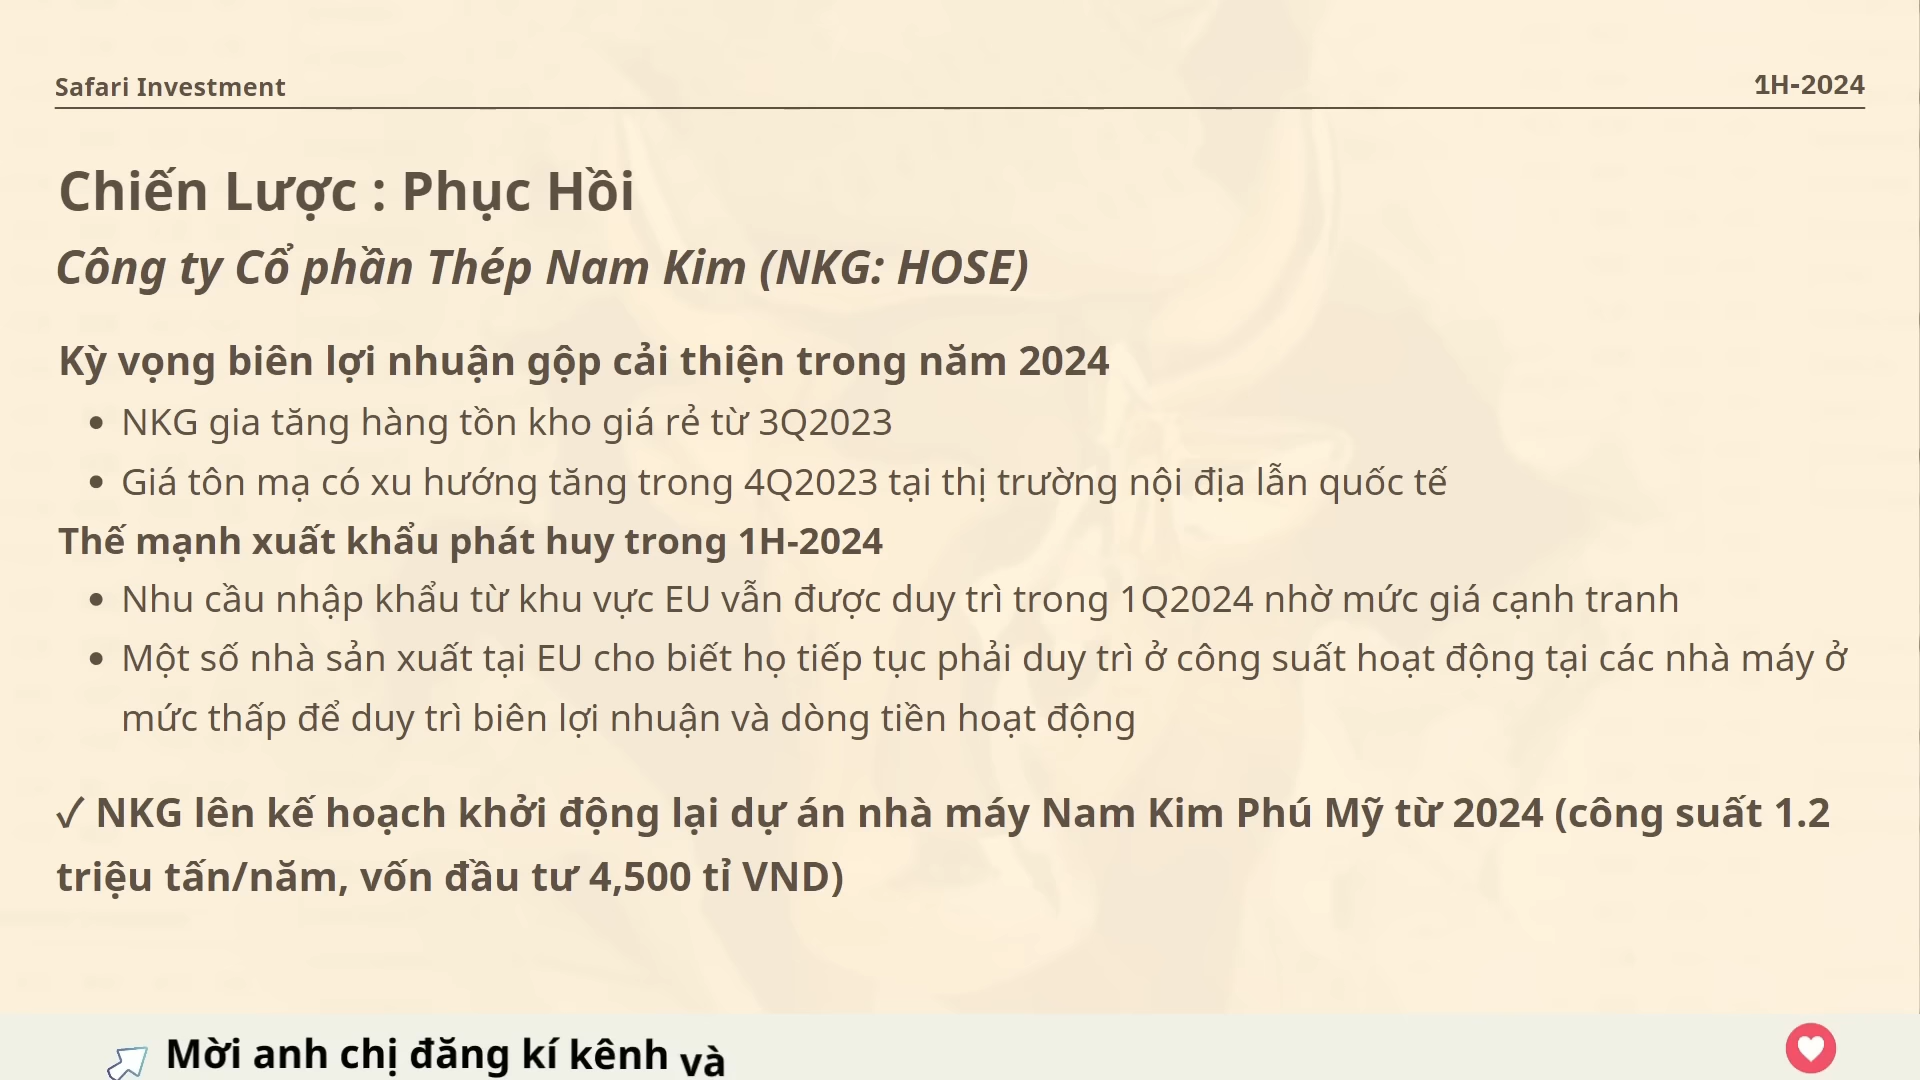 Safari Investment
1H-2024
Chiến Lược : Phục Hồi
Công ty Cổ phần Thép Nam Kim (NKG: HOSE)
Kỳ vọng biên lợi nhuận gộp cải thiện trong năm 2024
• NKG gia tăng hàng tồn kho giá rẻ từ 3Q2023
• Giá tôn mạ có xu hướng tăng trong 4Q2023 tại thị trường nội địa lẫn quốc tế
Thế mạnh xuất khẩu phát huy trong 1H-2024
• Nhu cầu nhập khẩu từ khu vực EU vẫn được duy trì trong 1Q2024 nhờ mức giá cạnh tranh
• Một số nhà sản xuất tại EU cho biết họ tiếp tục phải duy trì ở công suất hoạt động tại các nhà máy ở
mức thấp để duy trì biên lợi nhuận và dòng tiền hoạt động
✓ NKG lên kế hoạch khởi động lại dự án nhà máy Nam Kim Phú Mỹ từ 2024 (công suất 1.2
triệu tấn/năm, vốn đầu tư 4,500 tỉ VND)
Mời anh chị đăng kí kênh và